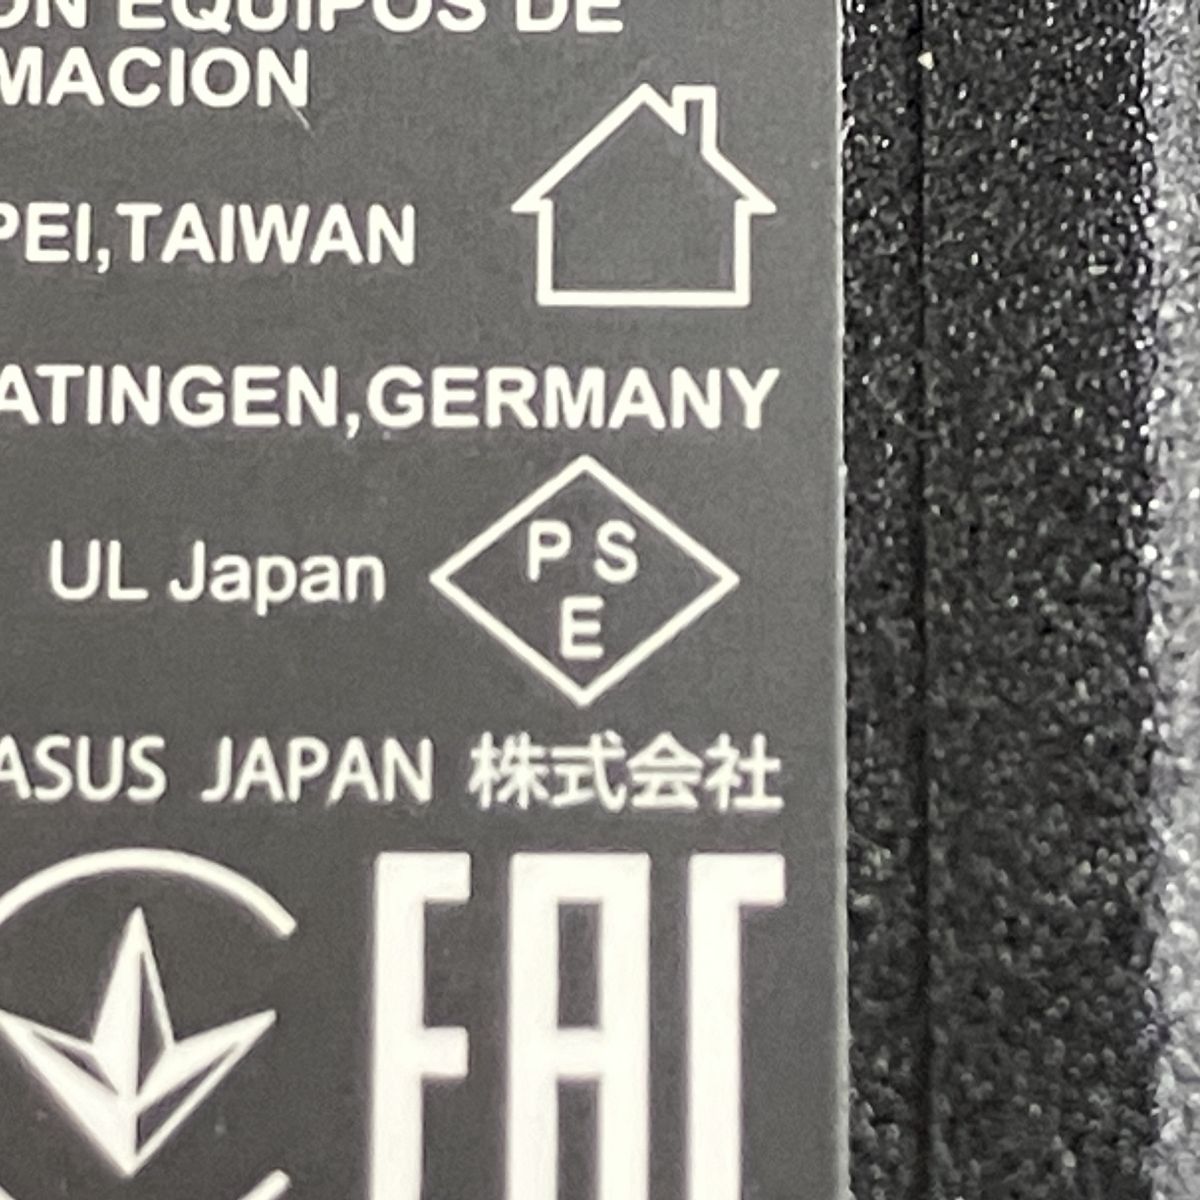 ON EQUIPOS DE
MACION
PEI,TAIWAN
ATINGEN,GERMANY
UL Japan
P S
E
ASUS JAPAN 株式会社
EAC